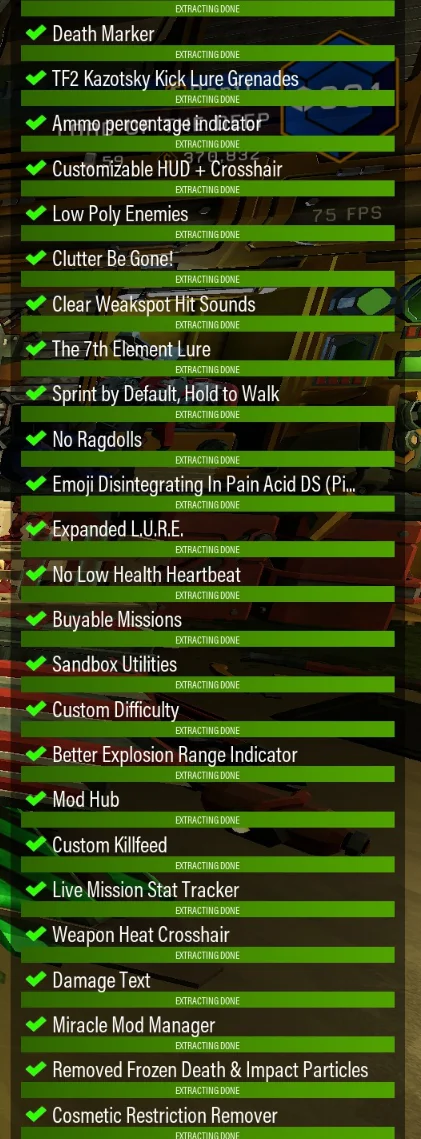 EXTRACTING DONE
Death Marker
EXTRACTING DONE
TF2 Kazotsky Kick Lure Grenades
EXTRACTING DONE
Ammo percentage indicator
EXTRACTING DONE
59 370,832
Customizable HUD + Crosshair
EXTRACTING DONE
Low Poly Enemies
75 FPS
EXTRACTING DONE
Clutter Be Gone!
EXTRACTING DONE
Clear Weakspot Hit Sounds
EXTRACTING DONE
The 7th Element Lure
EXTRACTING DONE
Sprint by Default, Hold to Walk
EXTRACTING DONE
No Ragdolls
EXTRACTING DONE
Emoji Disintegrating In Pain Acid DS (Pi...
EXTRACTING DONE
Expanded L.U.R.E.
EXTRACTING DONE
No Low Health Heartbeat
EXTRACTING DONE
Buyable Missions
EXTRACTING DONE
Sandbox Utilities
EXTRACTING DONE
Custom Difficulty
EXTRACTING DONE
Better Explosion Range Indicator
EXTRACTING DONE
Mod Hub
EXTRACTING DONE
Custom Killfeed
EXTRACTING DONE
Live Mission Stat Tracker
EXTRACTING DONE
Weapon Heat Crosshair
EXTRACTING DONE
Damage Text
EXTRACTING DONE
Miracle Mod Manager
EXTRACTING DONE
Removed Frozen Death & Impact Particles
EXTRACTING DONE
Cosmetic Restriction Remover
EXTRACTING DONE